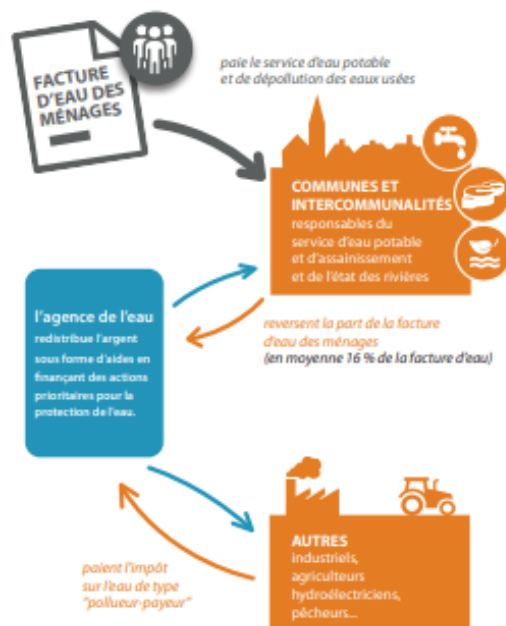 FACTURE
D'EAU DES
MÉNAGES
paie le service d'eau potable
et de dépollution des eaux usées
COMMUNES ET
INTERCOMMUNALITÉS
responsables du
service d'eau potable
et d'assainissement
et de l'état des rivières
l'agence de l'eau
redistribue l'argent
sous forme d'aides en
finançant des actions
prioritaires pour la
protection de l'eau.
reversent la part de la facture
d'eau des ménages
(en moyenne 16 % de la facture d'eau)
AUTRES
industriels,
agriculteurs
hydroélectriciens,
pêcheurs...
paient l'impôt
sur l'eau de type
"pollueur-payeur"